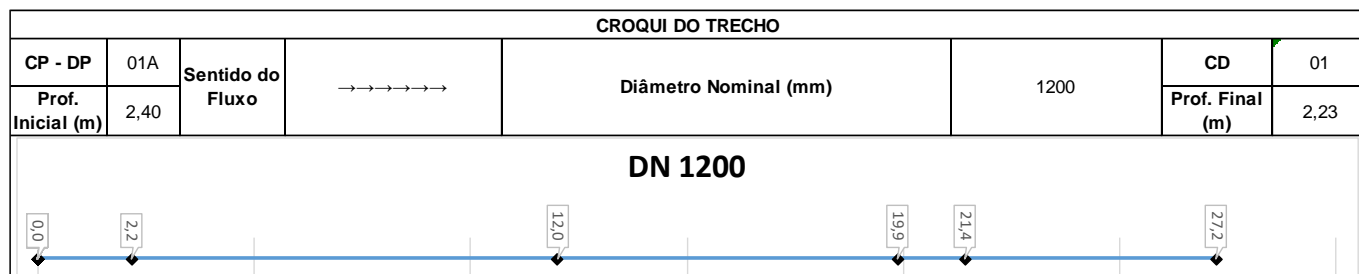 CROQUI DO TRECHO
CP - DP 01A Sentido do Fluxo →→→→→→ Diâmetro Nominal (mm) 1200 CD 01
Prof. Inicial (m) 2,40 Prof. Final (m) 2,23
DN 1200
0,0 2,2 12,0 19,9 21,4 27,2